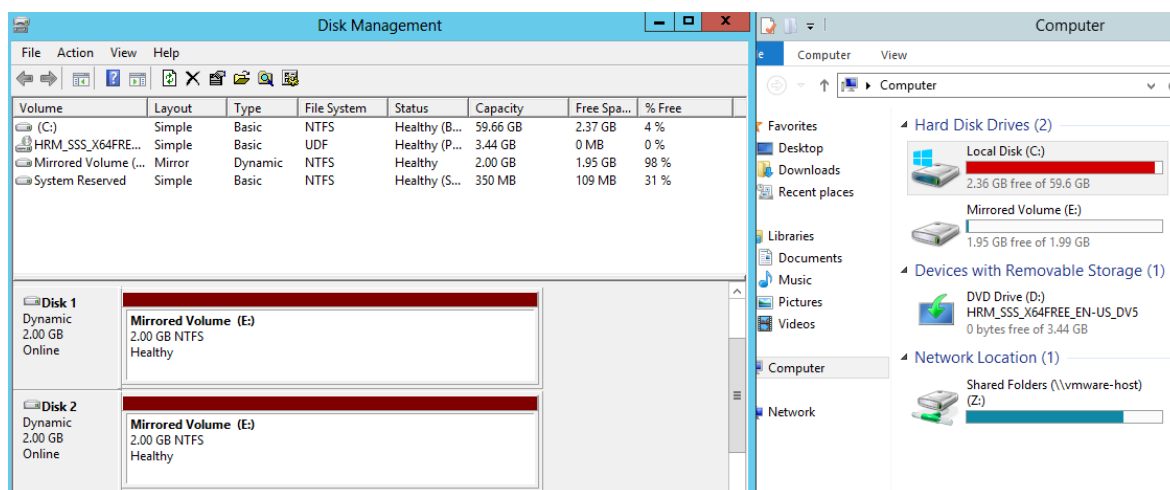 Disk Management
File Action View Help
Volume Layout Type File System Status Capacity Free Spa... % Free
(C:) Simple Basic NTFS Healthy (B... 59.66 GB 2.37 GB 4 %
HRM_SSS_X64FRE... Simple Basic UDF Healthy (P... 3.44 GB 0 MB 0 %
Mirrored Volume (... Mirror Dynamic NTFS Healthy 2.00 GB 1.95 GB 98 %
System Reserved Simple Basic NTFS Healthy (S... 350 MB 109 MB 31 %
Disk 1
Dynamic
2.00 GB
Online
Mirrored Volume (E:)
2.00 GB NTFS
Healthy
Disk 2
Dynamic
2.00 GB
Online
Mirrored Volume (E:)
2.00 GB NTFS
Healthy
Computer
e Computer View
Computer
Favorites
Desktop
Downloads
Recent places
Libraries
Documents
Music
Pictures
Videos
Computer
Network
Hard Disk Drives (2)
Local Disk (C:)
2.36 GB free of 59.6 GB
Mirrored Volume (E:)
1.95 GB free of 1.99 GB
Devices with Removable Storage (1)
DVD Drive (D:)
HRM_SSS_X64FREE_EN-US_DV5
0 bytes free of 3.44 GB
Network Location (1)
Shared Folders (\\vmware-host)
(Z:)